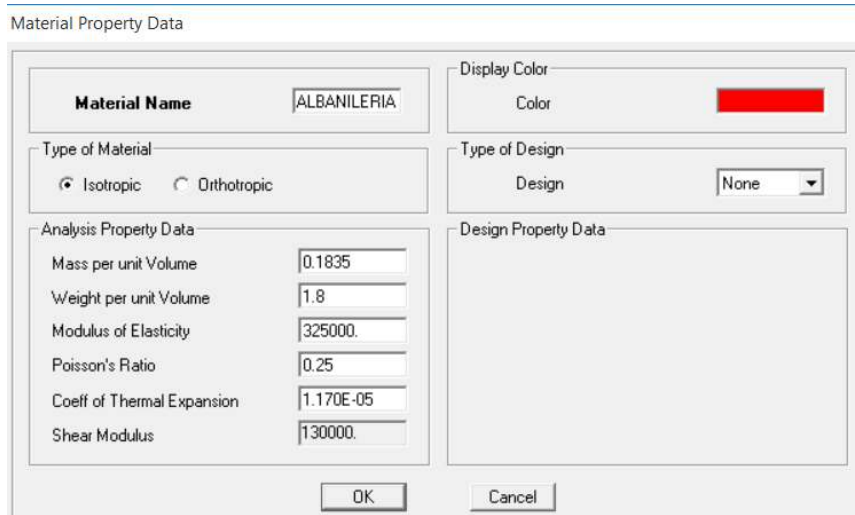 Material Property Data
Material Name ALBANILERIA
Display Color
Color
Type of Material
Isotropic Orthotropic
Type of Design
Design None
Analysis Property Data
Mass per unit Volume 0.1835
Weight per unit Volume 1.8
Modulus of Elasticity 325000.
Poisson's Ratio 0.25
Coeff of Thermal Expansion 1.170E-05
Shear Modulus 130000.
Design Property Data
OK Cancel